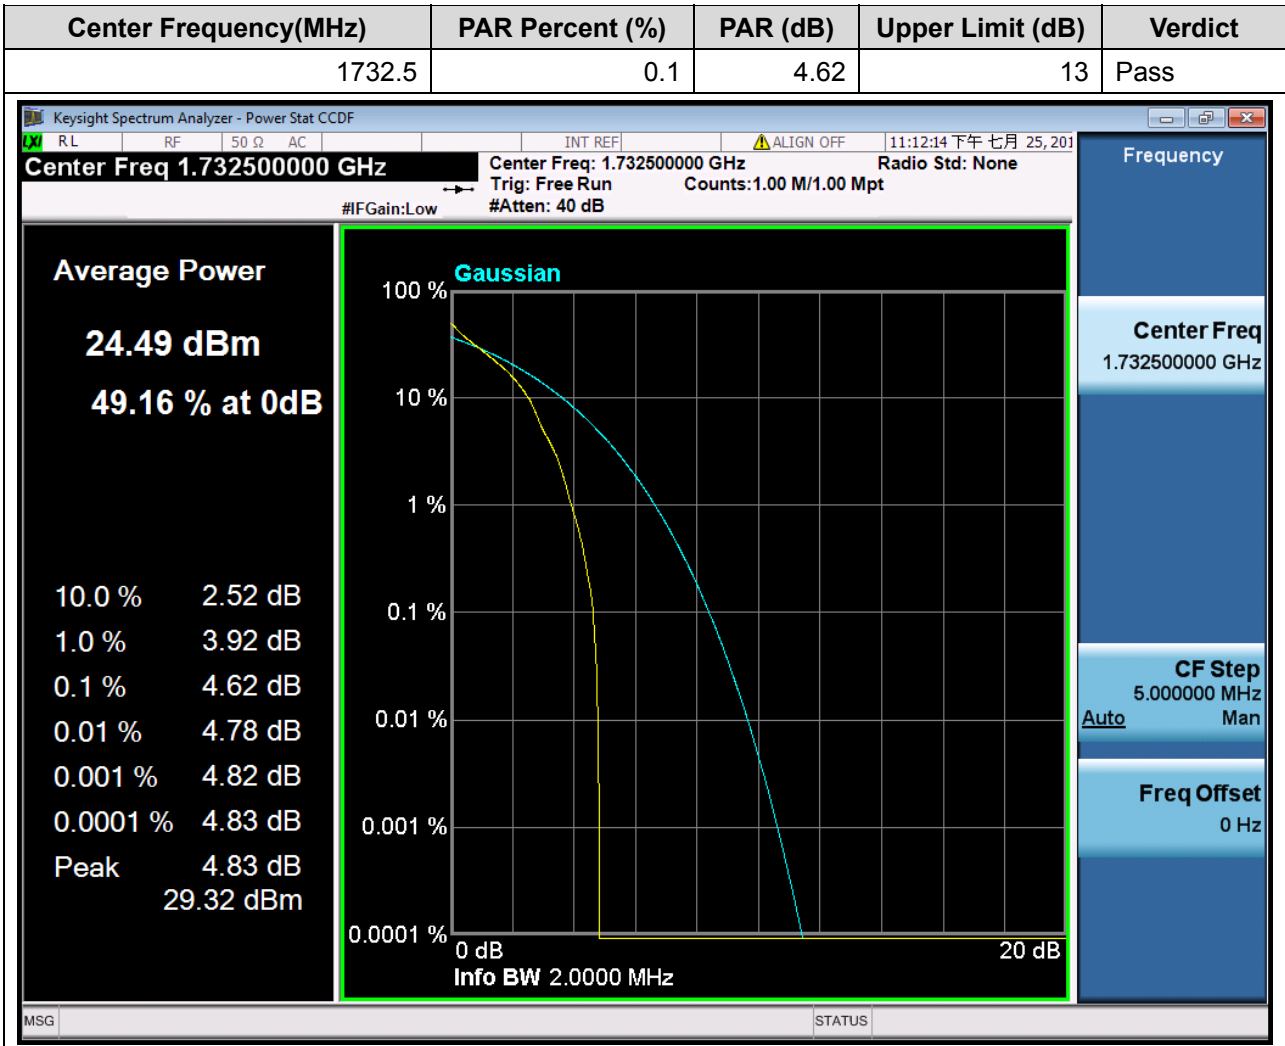 Center Frequency(MHz) PAR Percent (%) PAR (dB) Upper Limit (dB) Verdict
1732.5 0.1 4.62 13 Pass
Keysight Spectrum Analyzer - Power Stat CCDF
LXI RL RF 50 Ω AC INT REF ALIGN OFF 11:12:14 下午 七月 25, 201
Center Freq 1.732500000 GHz
Center Freq: 1.732500000 GHz Radio Std: None
Trig: Free Run Counts:1.00 M/1.00 Mpt
#IFGain:Low #Atten: 40 dB
Frequency
Average Power
24.49 dBm
49.16 % at 0dB
10.0 % 2.52 dB
1.0 % 3.92 dB
0.1 % 4.62 dB
0.01 % 4.78 dB
0.001 % 4.82 dB
0.0001 % 4.83 dB
Peak 4.83 dB
29.32 dBm
Gaussian
100 %
10 %
1 %
0.1 %
0.01 %
0.001 %
0.0001 %
0 dB 20 dB
Info BW 2.0000 MHz
Center Freq
1.732500000 GHz
CF Step
5.000000 MHz
Auto Man
Freq Offset
0 Hz
MSG STATUS